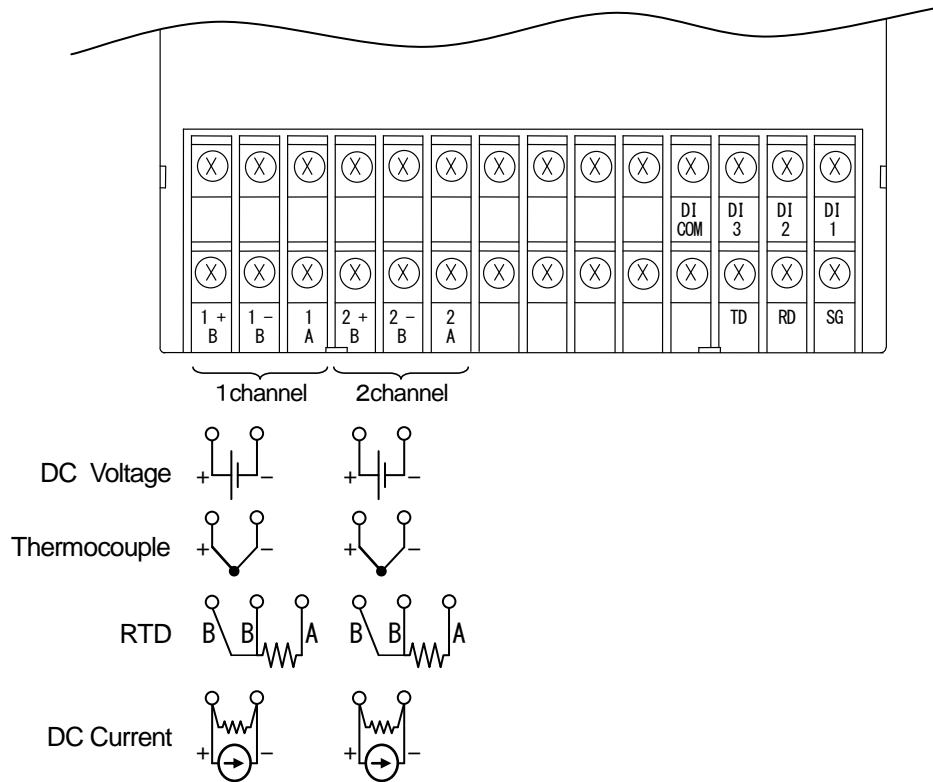 DI COM DI 3 DI 2 DI 1
1 + B 1 − B 1 A 2 + B 2 − B 2 A TD RD SG
1channel 2channel
DC Voltage + − + −
Thermocouple + − + −
RTD B B A B B A
DC Current + − + −